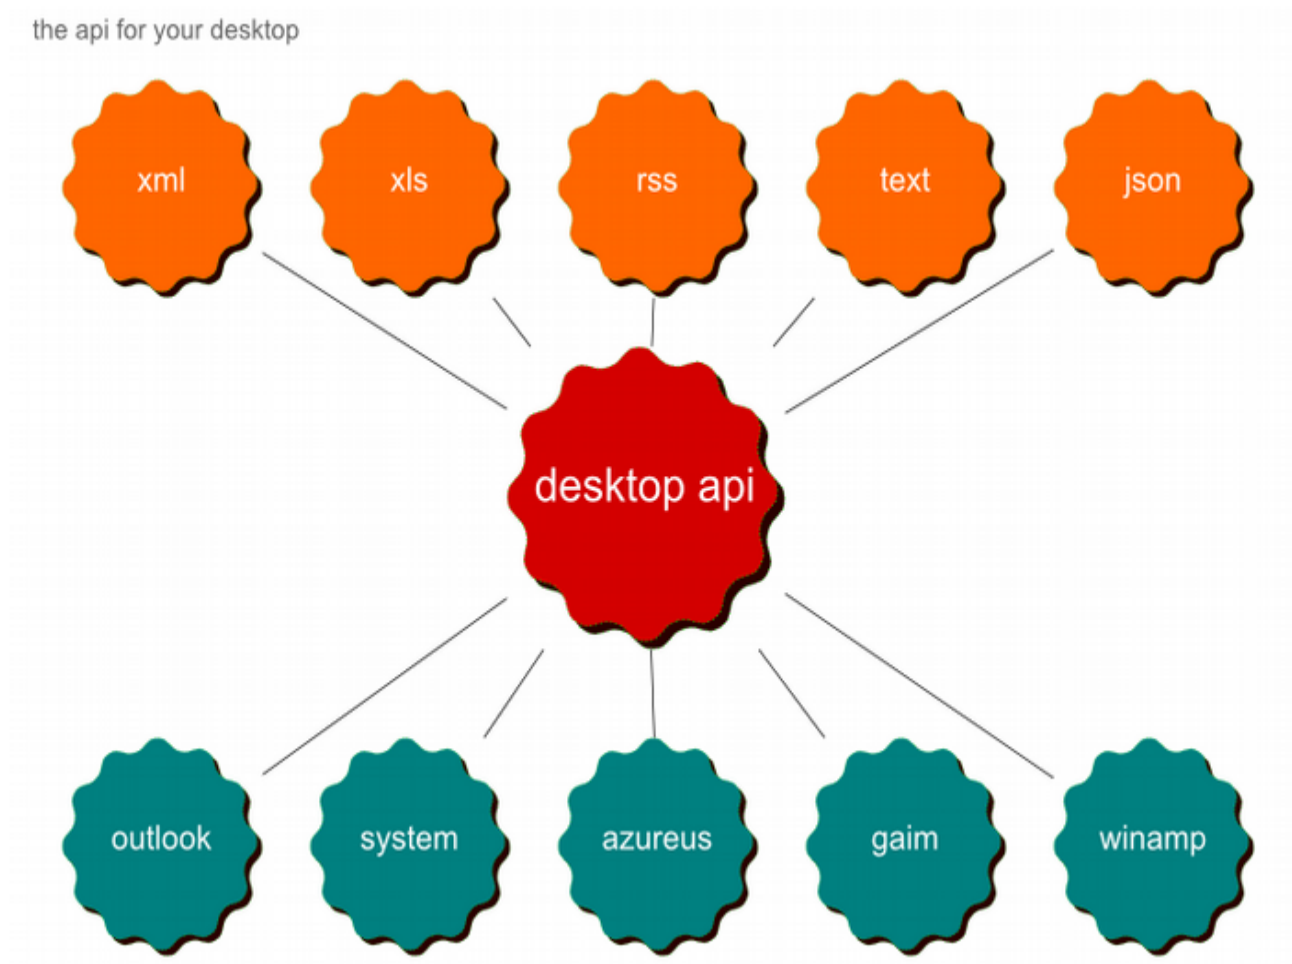 the api for your desktop
xml
xls
rss
text
json
desktop api
outlook
system
azureus
gaim
winamp